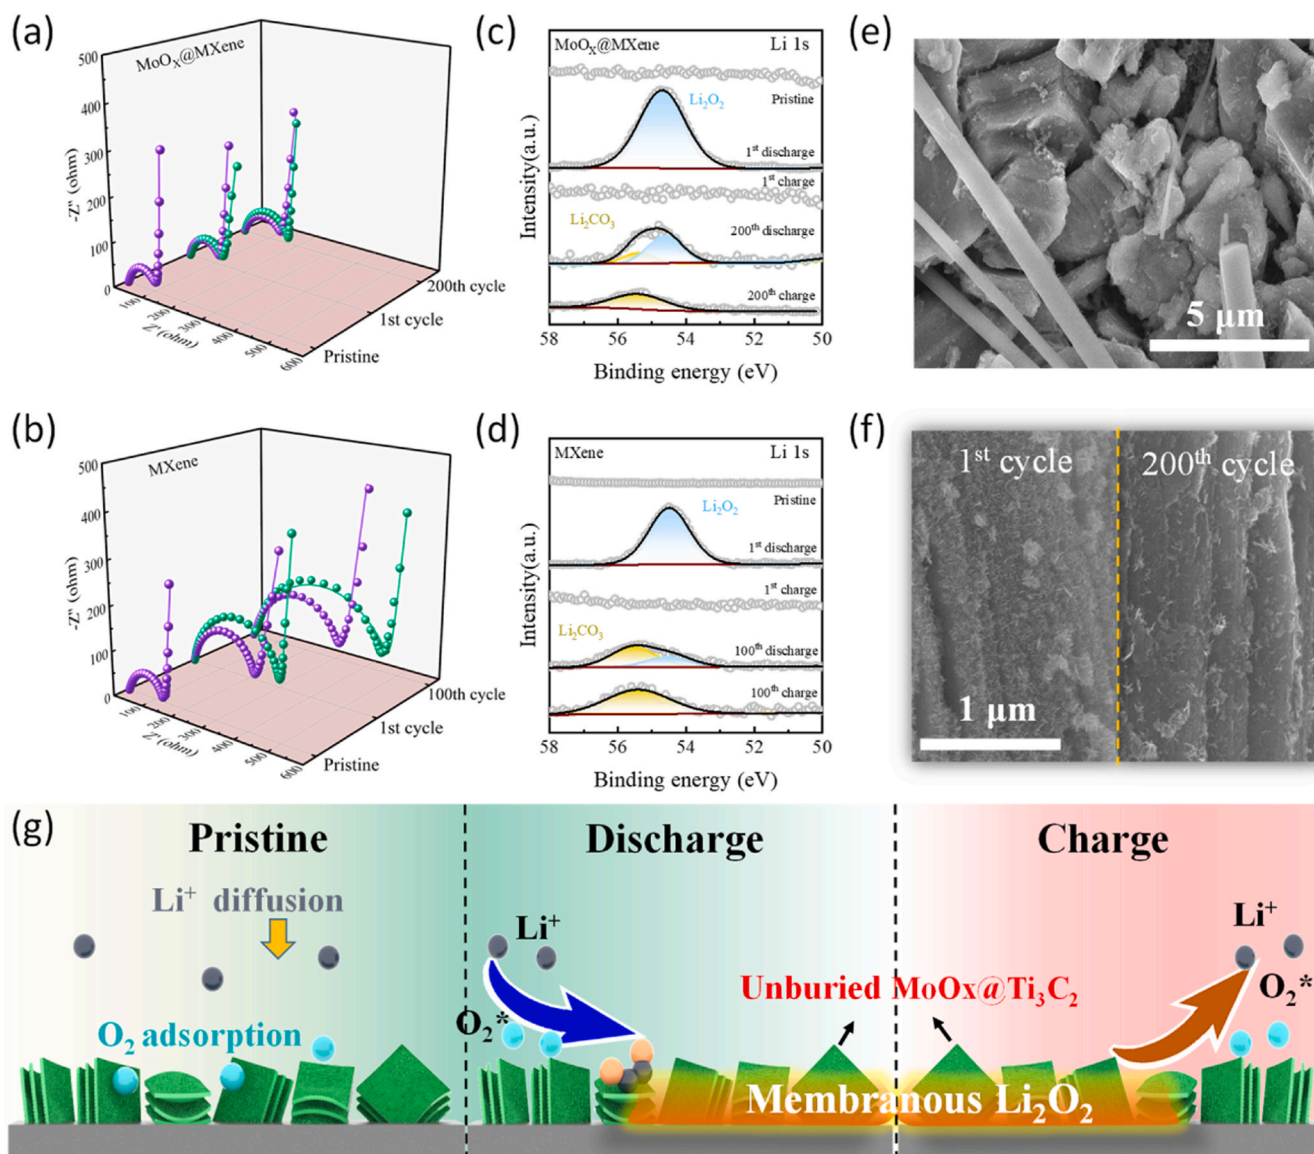 (a)
MoOX@MXene
-Z'' (ohm)
500
400
300
200
100
0
100
200
300
400
500
600
Z' (ohm)
200th cycle
1st cycle
Pristine
(b)
MXene
-Z'' (ohm)
500
400
300
200
100
0
100
200
300
400
500
600
Z' (ohm)
100th cycle
1st cycle
Pristine
(c)
MoOX@MXene Li 1s
Li2O2
Pristine
1st discharge
1st charge
Li2CO3
200th discharge
200th charge
Intensity(a.u.)
58 56 54 52 50
Binding energy (eV)
(d)
MXene Li 1s
Pristine
Li2O2
1st discharge
1st charge
Li2CO3
100th discharge
100th charge
Intensity(a.u.)
58 56 54 52 50
Binding energy (eV)
(e)
5 μm
(f)
1st cycle 200th cycle
1 μm
(g)
Pristine Discharge Charge
Li+ diffusion
O2 adsorption
Li+
O2*
Unburied MoOx@Ti3C2
Membranous Li2O2
Li+
O2*